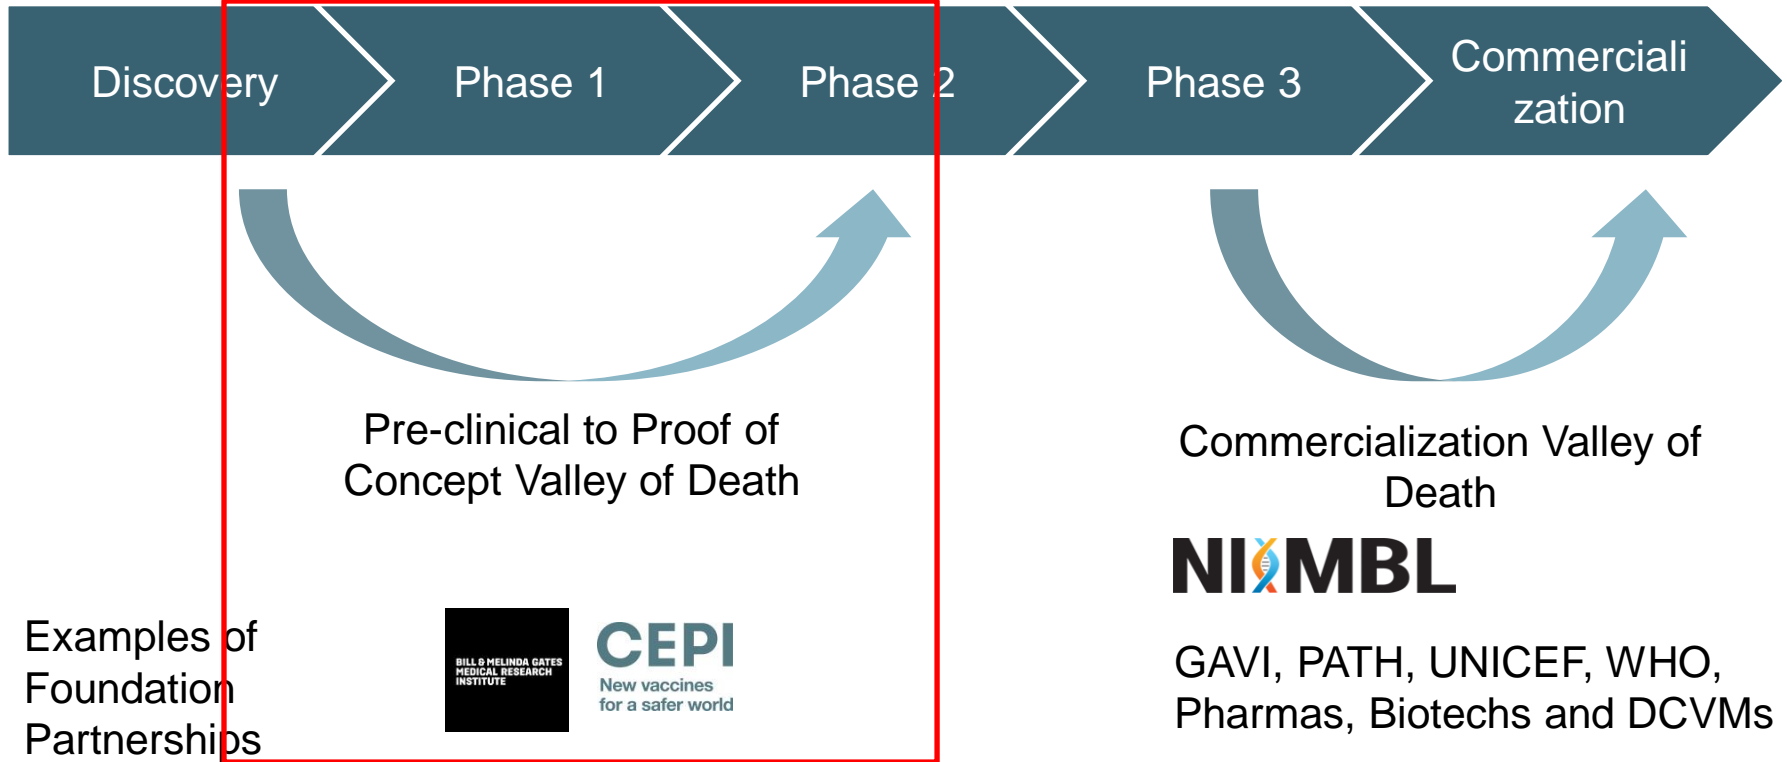 Discovery
Phase 1
Phase 2
Phase 3
Commerciali
zation
Pre-clinical to Proof of
Concept Valley of Death
Commercialization Valley of
Death
NIIMBL
Examples of
Foundation
Partnerships
BILL & MELINDA GATES
MEDICAL RESEARCH
INSTITUTE
CEPI
New vaccines
for a safer world
GAVI, PATH, UNICEF, WHO,
Pharmas, Biotechs and DCVMs